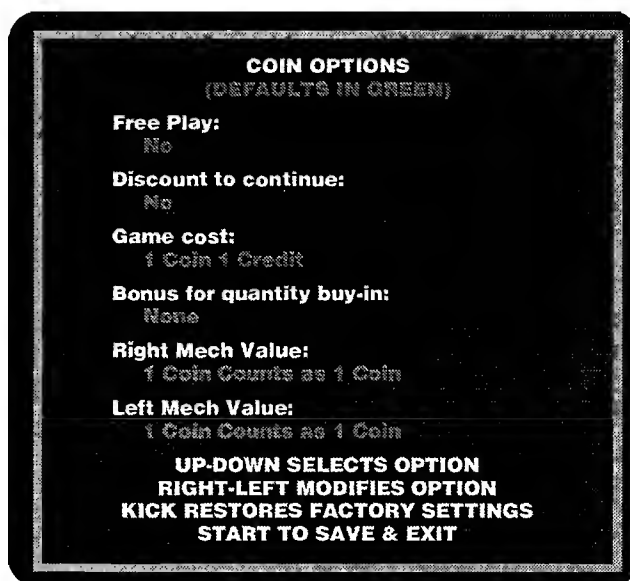 COIN OPTIONS
(DEFAULTS IN GREEN)
Free Play:
No
Discount to continue:
No
Game cost:
1 Coin 1 Credit
Bonus for quantity buy-in:
None
Right Mech Value:
1 Coin Counts as 1 Coin
Left Mech Value:
1 Coin Counts as 1 Coin
UP-DOWN SELECTS OPTION
RIGHT-LEFT MODIFIES OPTION
KICK RESTORES FACTORY SETTINGS
START TO SAVE & EXIT